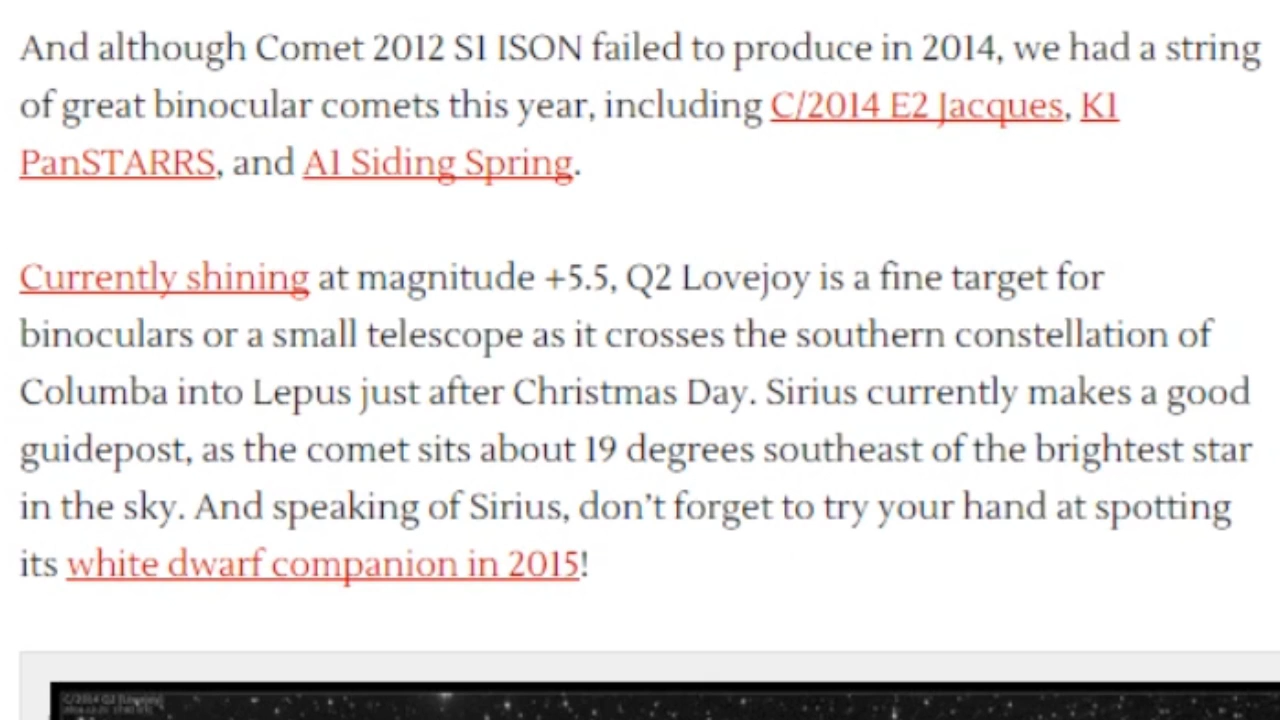 And although Comet 2012 S1 ISON failed to produce in 2014, we had a string
of great binocular comets this year, including C/2014 E2 Jacques, K1
PanSTARRS, and A1 Siding Spring.
Currently shining at magnitude +5.5, Q2 Lovejoy is a fine target for
binoculars or a small telescope as it crosses the southern constellation of
Columba into Lepus just after Christmas Day. Sirius currently makes a good
guidepost, as the comet sits about 19 degrees southeast of the brightest star
in the sky. And speaking of Sirius, don’t forget to try your hand at spotting
its white dwarf companion in 2015!
C/2014 Q2 (Lovejoy)